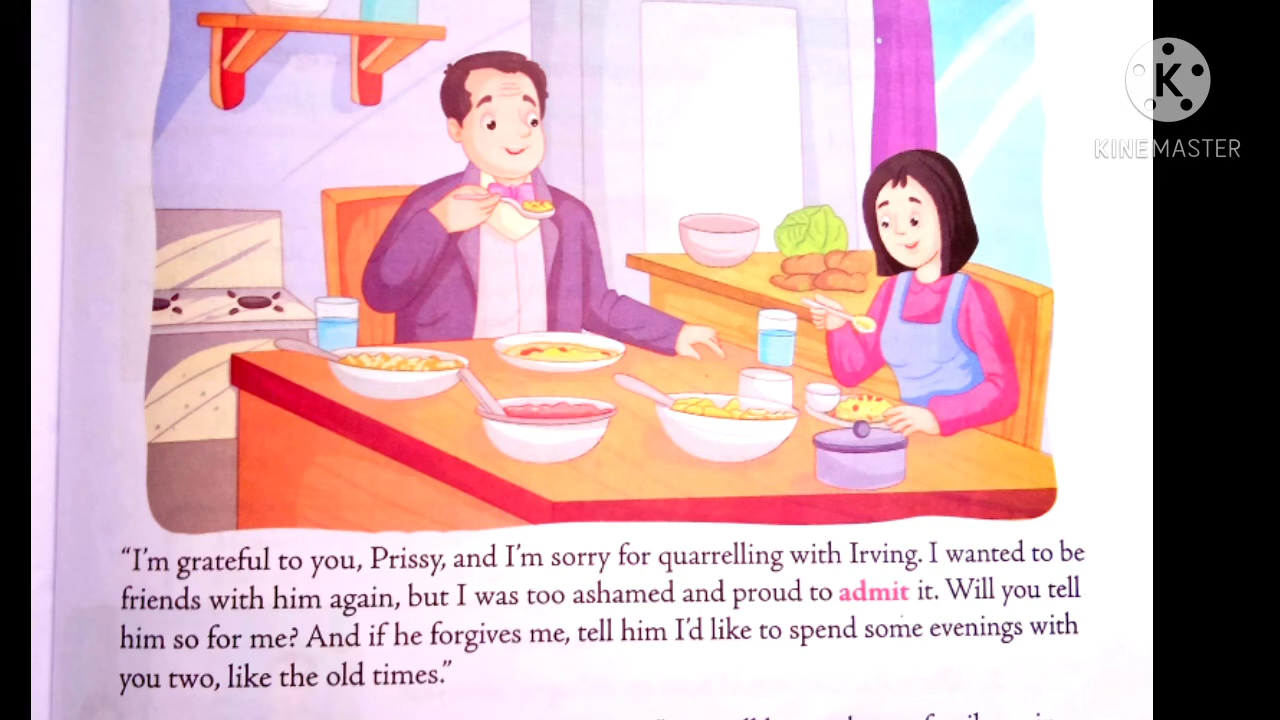 K
KINEMASTER
“I’m grateful to you, Prissy, and I’m sorry for quarrelling with Irving. I wanted to be
friends with him again, but I was too ashamed and proud to admit it. Will you tell
him so for me? And if he forgives me, tell him I’d like to spend some evenings with
you two, like the old times.”